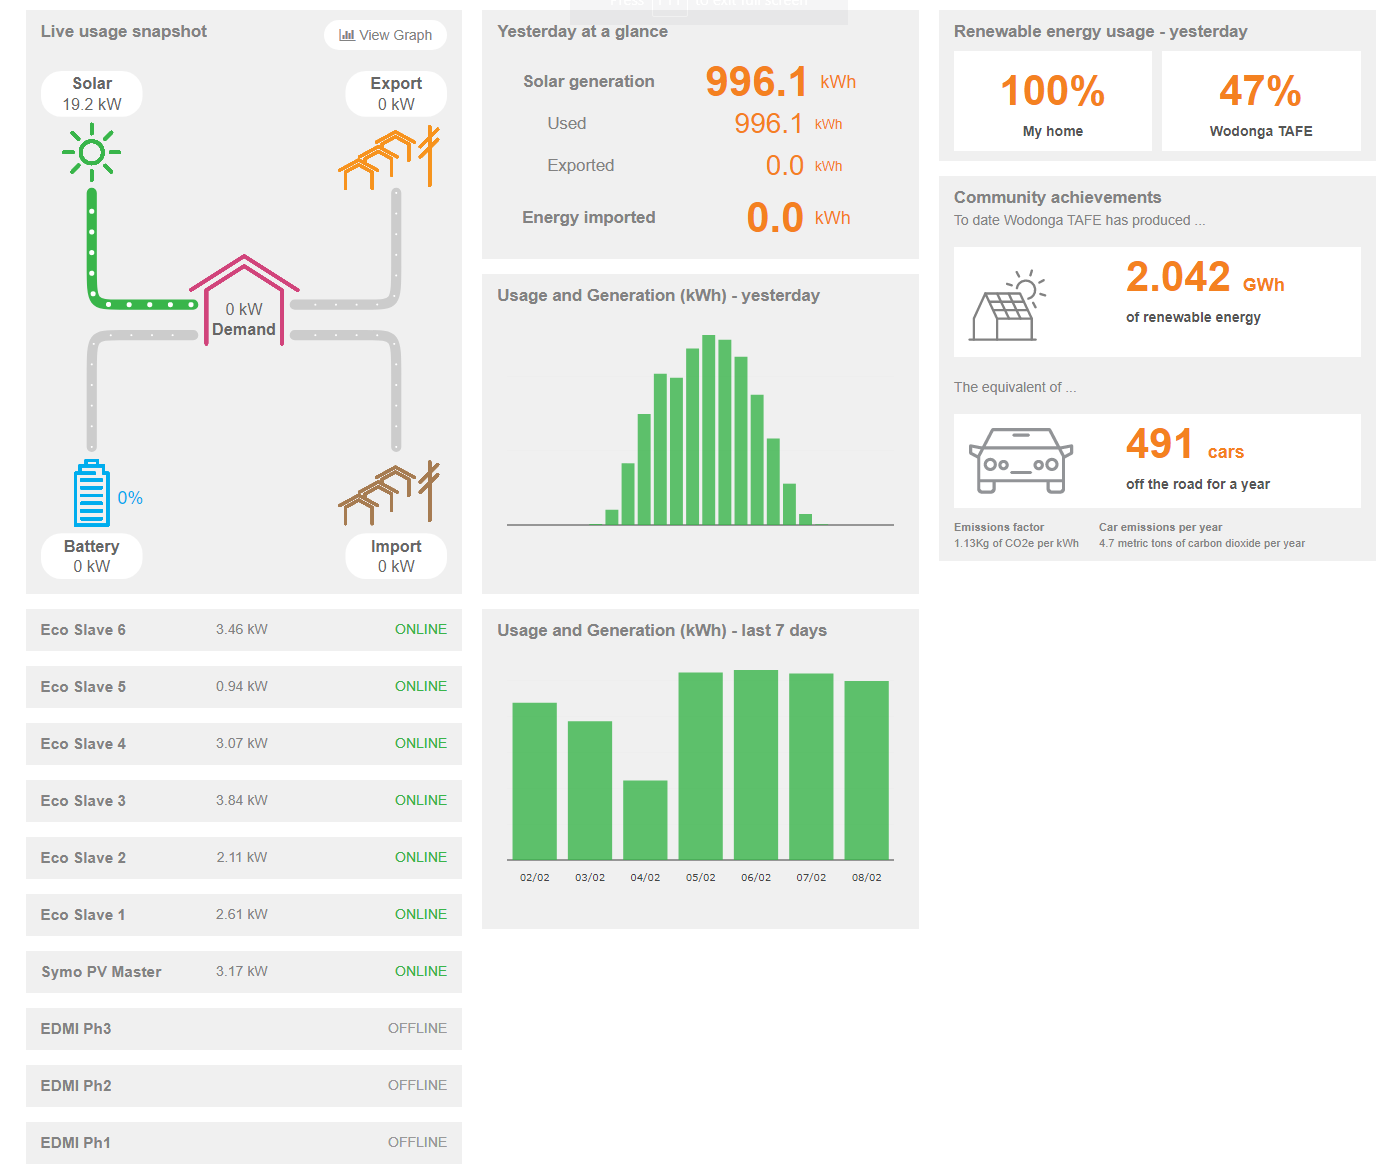 Press to exit full screen
Live usage snapshot
View Graph
Solar
19.2 kW
Export
0 kW
0 kW
Demand
0%
Battery
0 kW
Import
0 kW
Eco Slave 6 3.46 kW ONLINE
Eco Slave 5 0.94 kW ONLINE
Eco Slave 4 3.07 kW ONLINE
Eco Slave 3 3.84 kW ONLINE
Eco Slave 2 2.11 kW ONLINE
Eco Slave 1 2.61 kW ONLINE
Symo PV Master 3.17 kW ONLINE
EDMI Ph3 OFFLINE
EDMI Ph2 OFFLINE
EDMI Ph1 OFFLINE
Yesterday at a glance
Solar generation 996.1 kWh
Used 996.1 kWh
Exported 0.0 kWh
Energy imported 0.0 kWh
Usage and Generation (kWh) - yesterday
Usage and Generation (kWh) - last 7 days
02/02 03/02 04/02 05/02 06/02 07/02 08/02
Renewable energy usage - yesterday
100%
My home
47%
Wodonga TAFE
Community achievements
To date Wodonga TAFE has produced ...
2.042 GWh
of renewable energy
The equivalent of ...
491 cars
off the road for a year
Emissions factor
1.13Kg of CO2e per kWh
Car emissions per year
4.7 metric tons of carbon dioxide per year